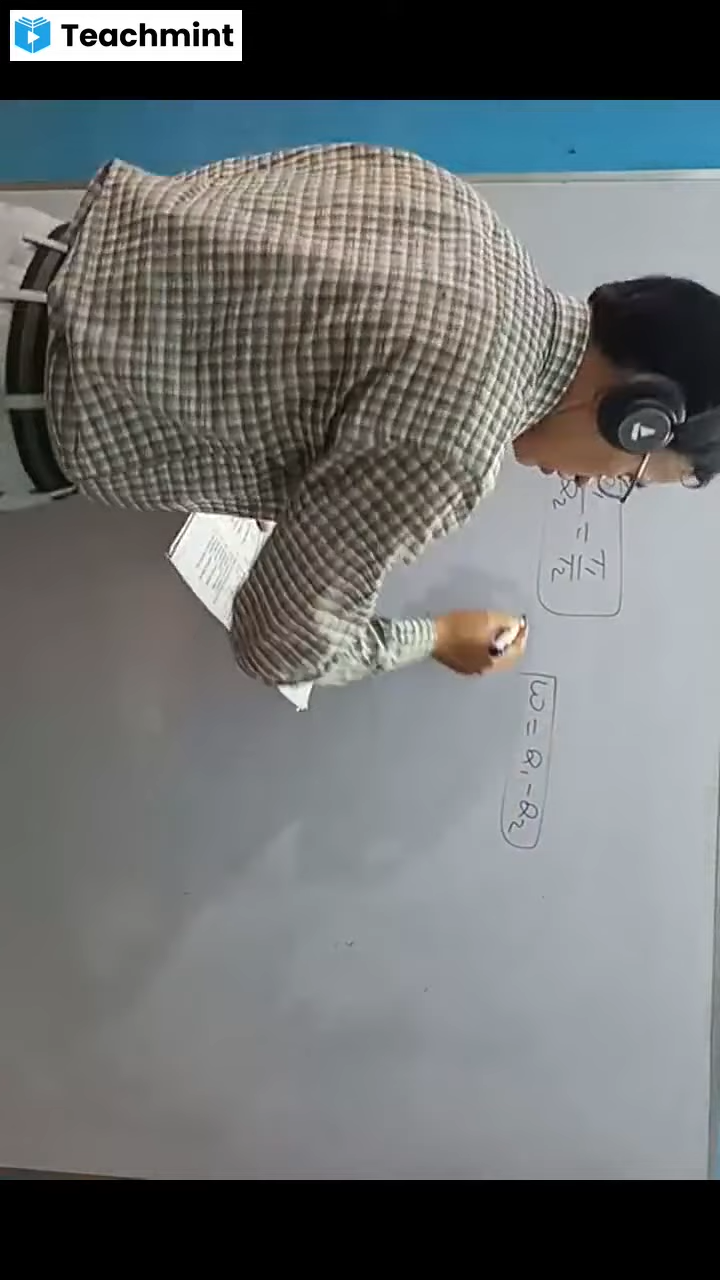 Teachmint
Q₁/Q₂ = T₁/T₂
W = Q₁ - Q₂